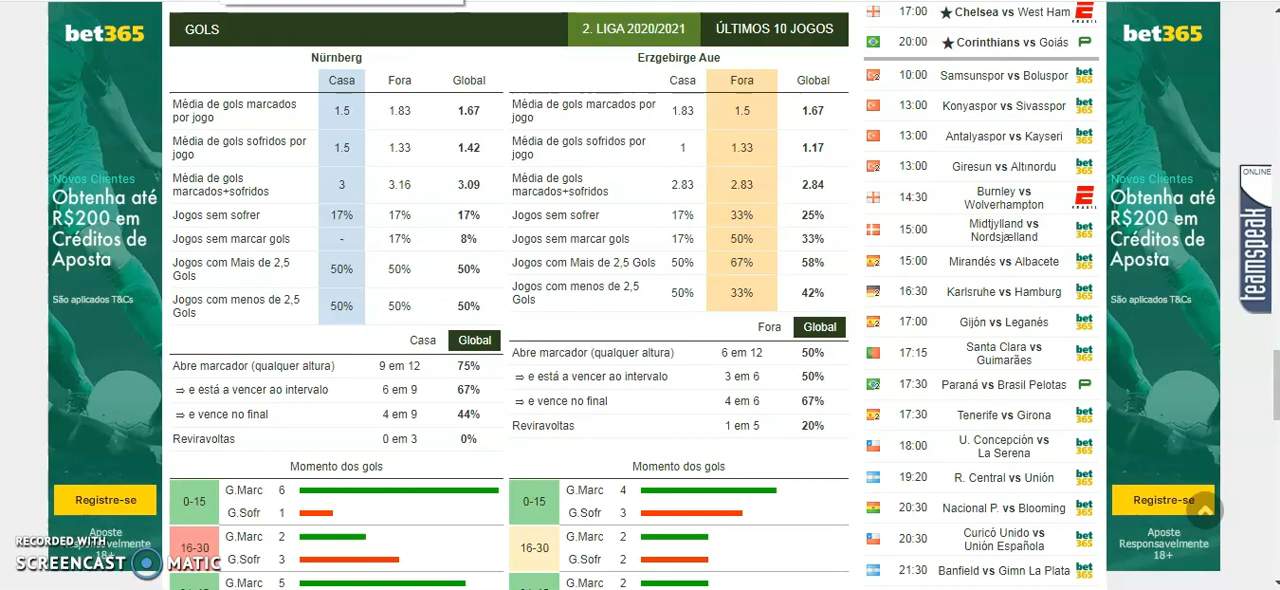 bet365
Novos Clientes
Obtenha até
R$200 em
Créditos de
Aposta
São aplicados T&Cs
Registre-se
Aposte
Responsavelmente
18+
RECORDED WITH
SCREENCAST MATIC
GOLS
2. LIGA 2020/2021
ÚLTIMOS 10 JOGOS
Nürnberg
Casa Fora Global
Média de gols marcados
por jogo
1.5 1.83 1.67
Média de gols sofridos por
jogo
1.5 1.33 1.42
Média de gols
marcados+sofridos
3 3.16 3.09
Jogos sem sofrer 17% 17% 17%
Jogos sem marcar gols - 17% 8%
Jogos com Mais de 2,5
Gols
50% 50% 50%
Jogos com menos de 2,5
Gols
50% 50% 50%
Casa Global
Abre marcador (qualquer altura) 9 em 12 75%
⇒ e está a vencer ao intervalo 6 em 9 67%
⇒ e vence no final 4 em 9 44%
Reviravoltas 0 em 3 0%
Momento dos gols
0-15
G.Marc 6
G.Sofr 1
16-30
G.Marc 2
G.Sofr 3
G.Marc 5
Erzgebirge Aue
Casa Fora Global
Média de gols marcados por
jogo
1.83 1.5 1.67
Média de gols sofridos por
jogo
1 1.33 1.17
Média de gols
marcados+sofridos
2.83 2.83 2.84
Jogos sem sofrer 17% 33% 25%
Jogos sem marcar gols 17% 50% 33%
Jogos com Mais de 2,5 Gols 50% 67% 58%
Jogos com menos de 2,5
Gols
50% 33% 42%
Fora Global
Abre marcador (qualquer altura) 6 em 12 50%
⇒ e está a vencer ao intervalo 3 em 6 50%
⇒ e vence no final 4 em 6 67%
Reviravoltas 1 em 5 20%
Momento dos gols
0-15
G.Marc 4
G.Sofr 3
16-30
G.Marc 2
G.Sofr 2
G.Marc 2
17:00 ★ Chelsea vs West Ham
20:00 ★ Corinthians vs Goiás
10:00 Samsunspor vs Boluspor bet365
13:00 Konyaspor vs Sivasspor bet365
13:00 Antalyaspor vs Kayseri bet365
13:00 Giresun vs Altınordu bet365
14:30 Burnley vs
Wolverhampton
15:00 Midtjylland vs
Nordsjælland bet365
15:00 Mirandés vs Albacete bet365
16:30 Karlsruhe vs Hamburg bet365
17:00 Gijón vs Leganés bet365
17:15 Santa Clara vs
Guimarães bet365
17:30 Paraná vs Brasil Pelotas
17:30 Tenerife vs Girona bet365
18:00 U. Concepción vs
La Serena bet365
19:20 R. Central vs Unión bet365
20:30 Nacional P. vs Blooming bet365
20:30 Curicó Unido vs
Unión Española bet365
21:30 Banfield vs Gimn La Plata bet365
bet365
Novos Clientes
Obtenha até
R$200 em
Créditos de
Aposta
São aplicados T&Cs
Registre-se
Aposte
Responsavelmente
18+
ONLINE
teamspeak